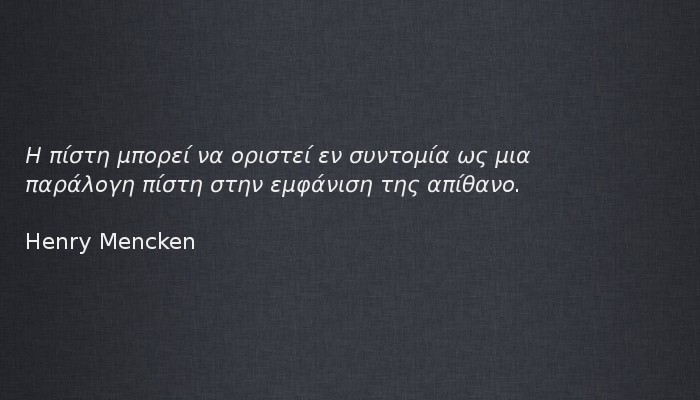 Η πίστη μπορεί να οριστεί εν συντομία ως μια
παράλογη πίστη στην εμφάνιση της απίθανο.
Henry Mencken